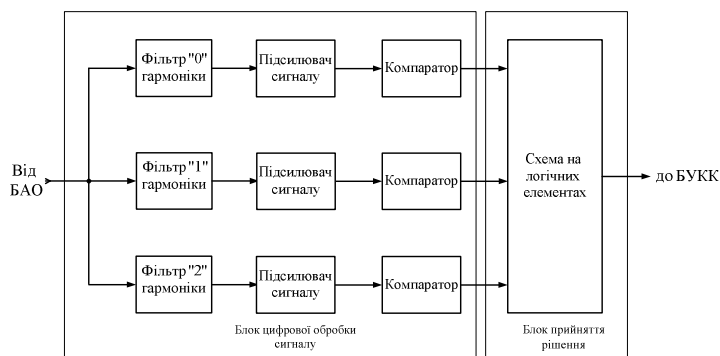 Від
БАО
Фільтр "0"
гармоніки
Підсилювач
сигналу
Компаратор
Фільтр "1"
гармоніки
Підсилювач
сигналу
Компаратор
Фільтр "2"
гармоніки
Підсилювач
сигналу
Компаратор
Блок цифрової обробки
сигналу
Схема на
логічних
елементах
Блок прийняття
рішення
до БУКК